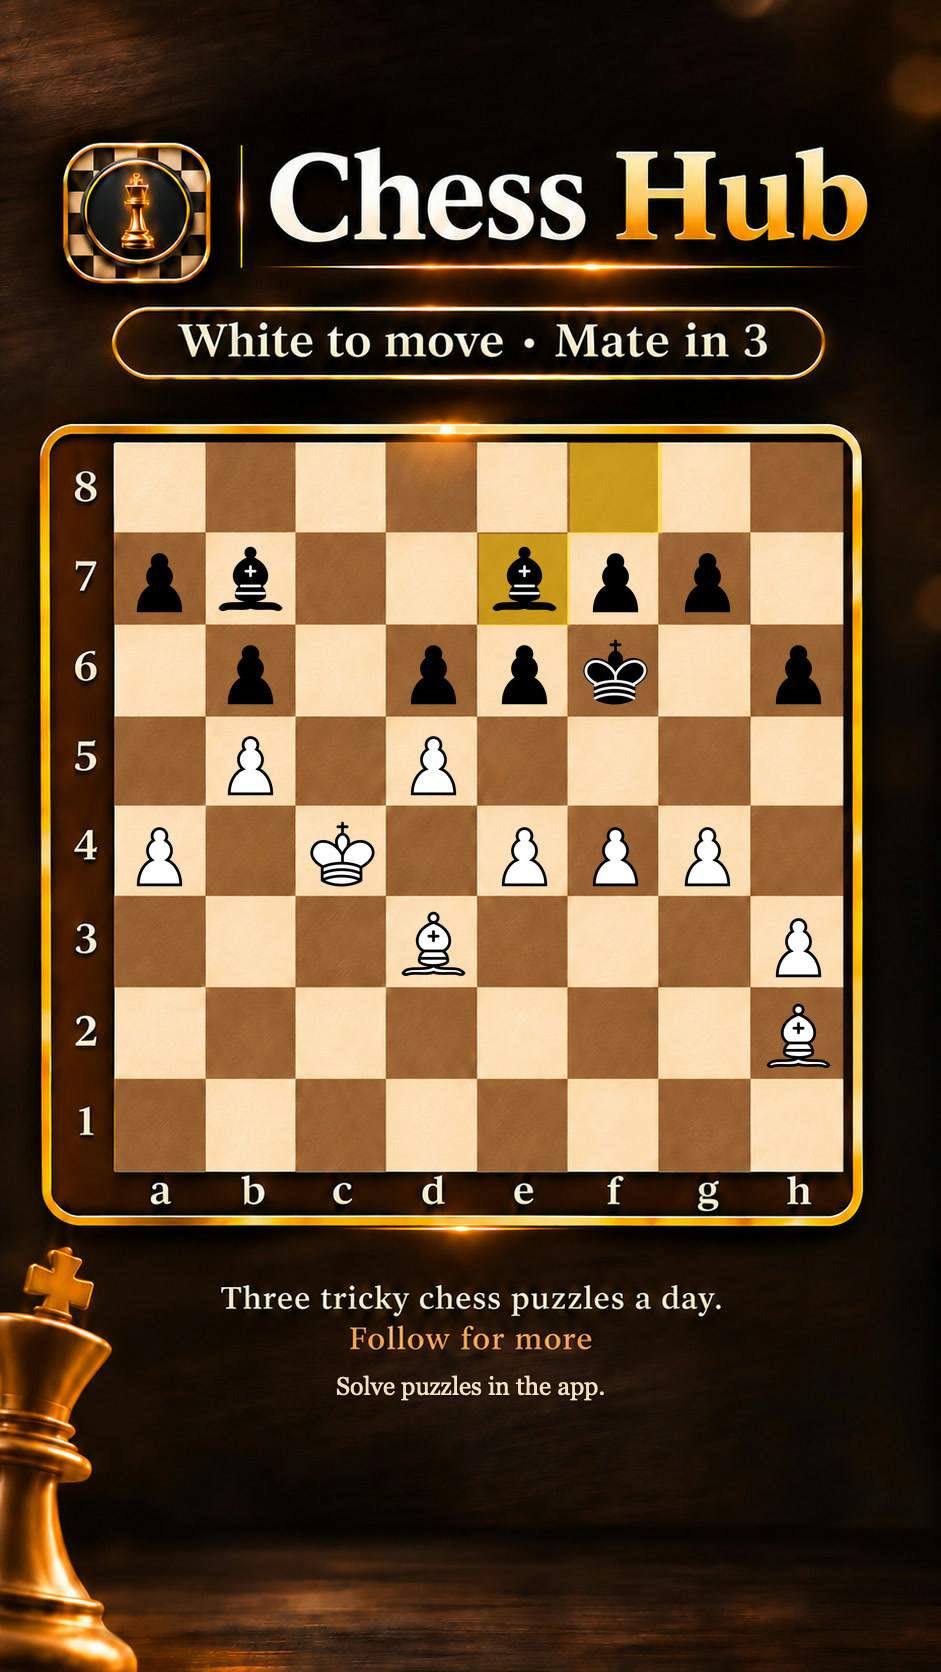 Chess Hub
White to move • Mate in 3
8
7
6
5
4
3
2
1
a b c d e f g h
Three tricky chess puzzles a day.
Follow for more
Solve puzzles in the app.